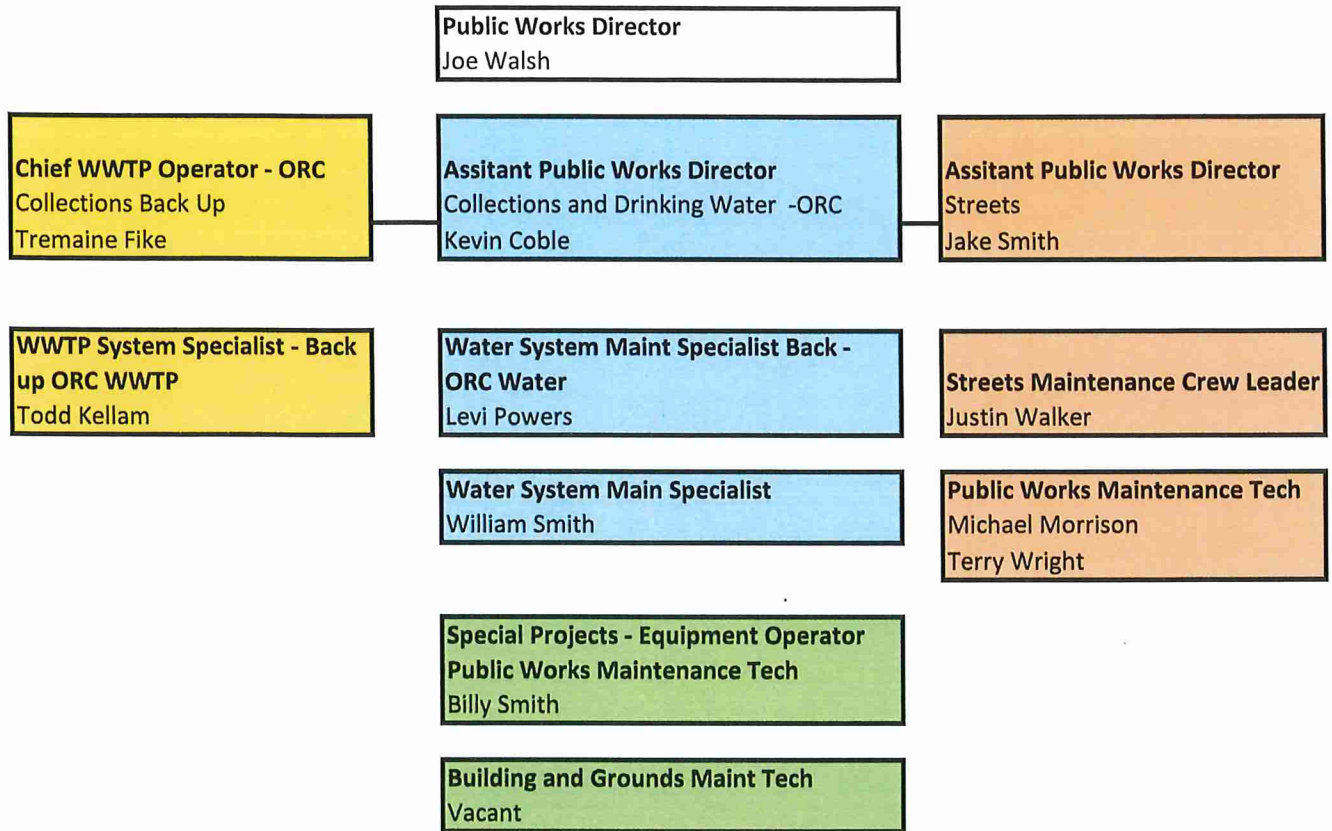 Public Works Director
Joe Walsh
Chief WWTP Operator - ORC
Collections Back Up
Tremaine Fike
Assitant Public Works Director
Collections and Drinking Water -ORC
Kevin Coble
Assitant Public Works Director
Streets
Jake Smith
WWTP System Specialist - Back
up ORC WWTP
Todd Kellam
Water System Maint Specialist Back -
ORC Water
Levi Powers
Streets Maintenance Crew Leader
Justin Walker
Water System Main Specialist
William Smith
Public Works Maintenance Tech
Michael Morrison
Terry Wright
Special Projects - Equipment Operator
Public Works Maintenance Tech
Billy Smith
Building and Grounds Maint Tech
Vacant